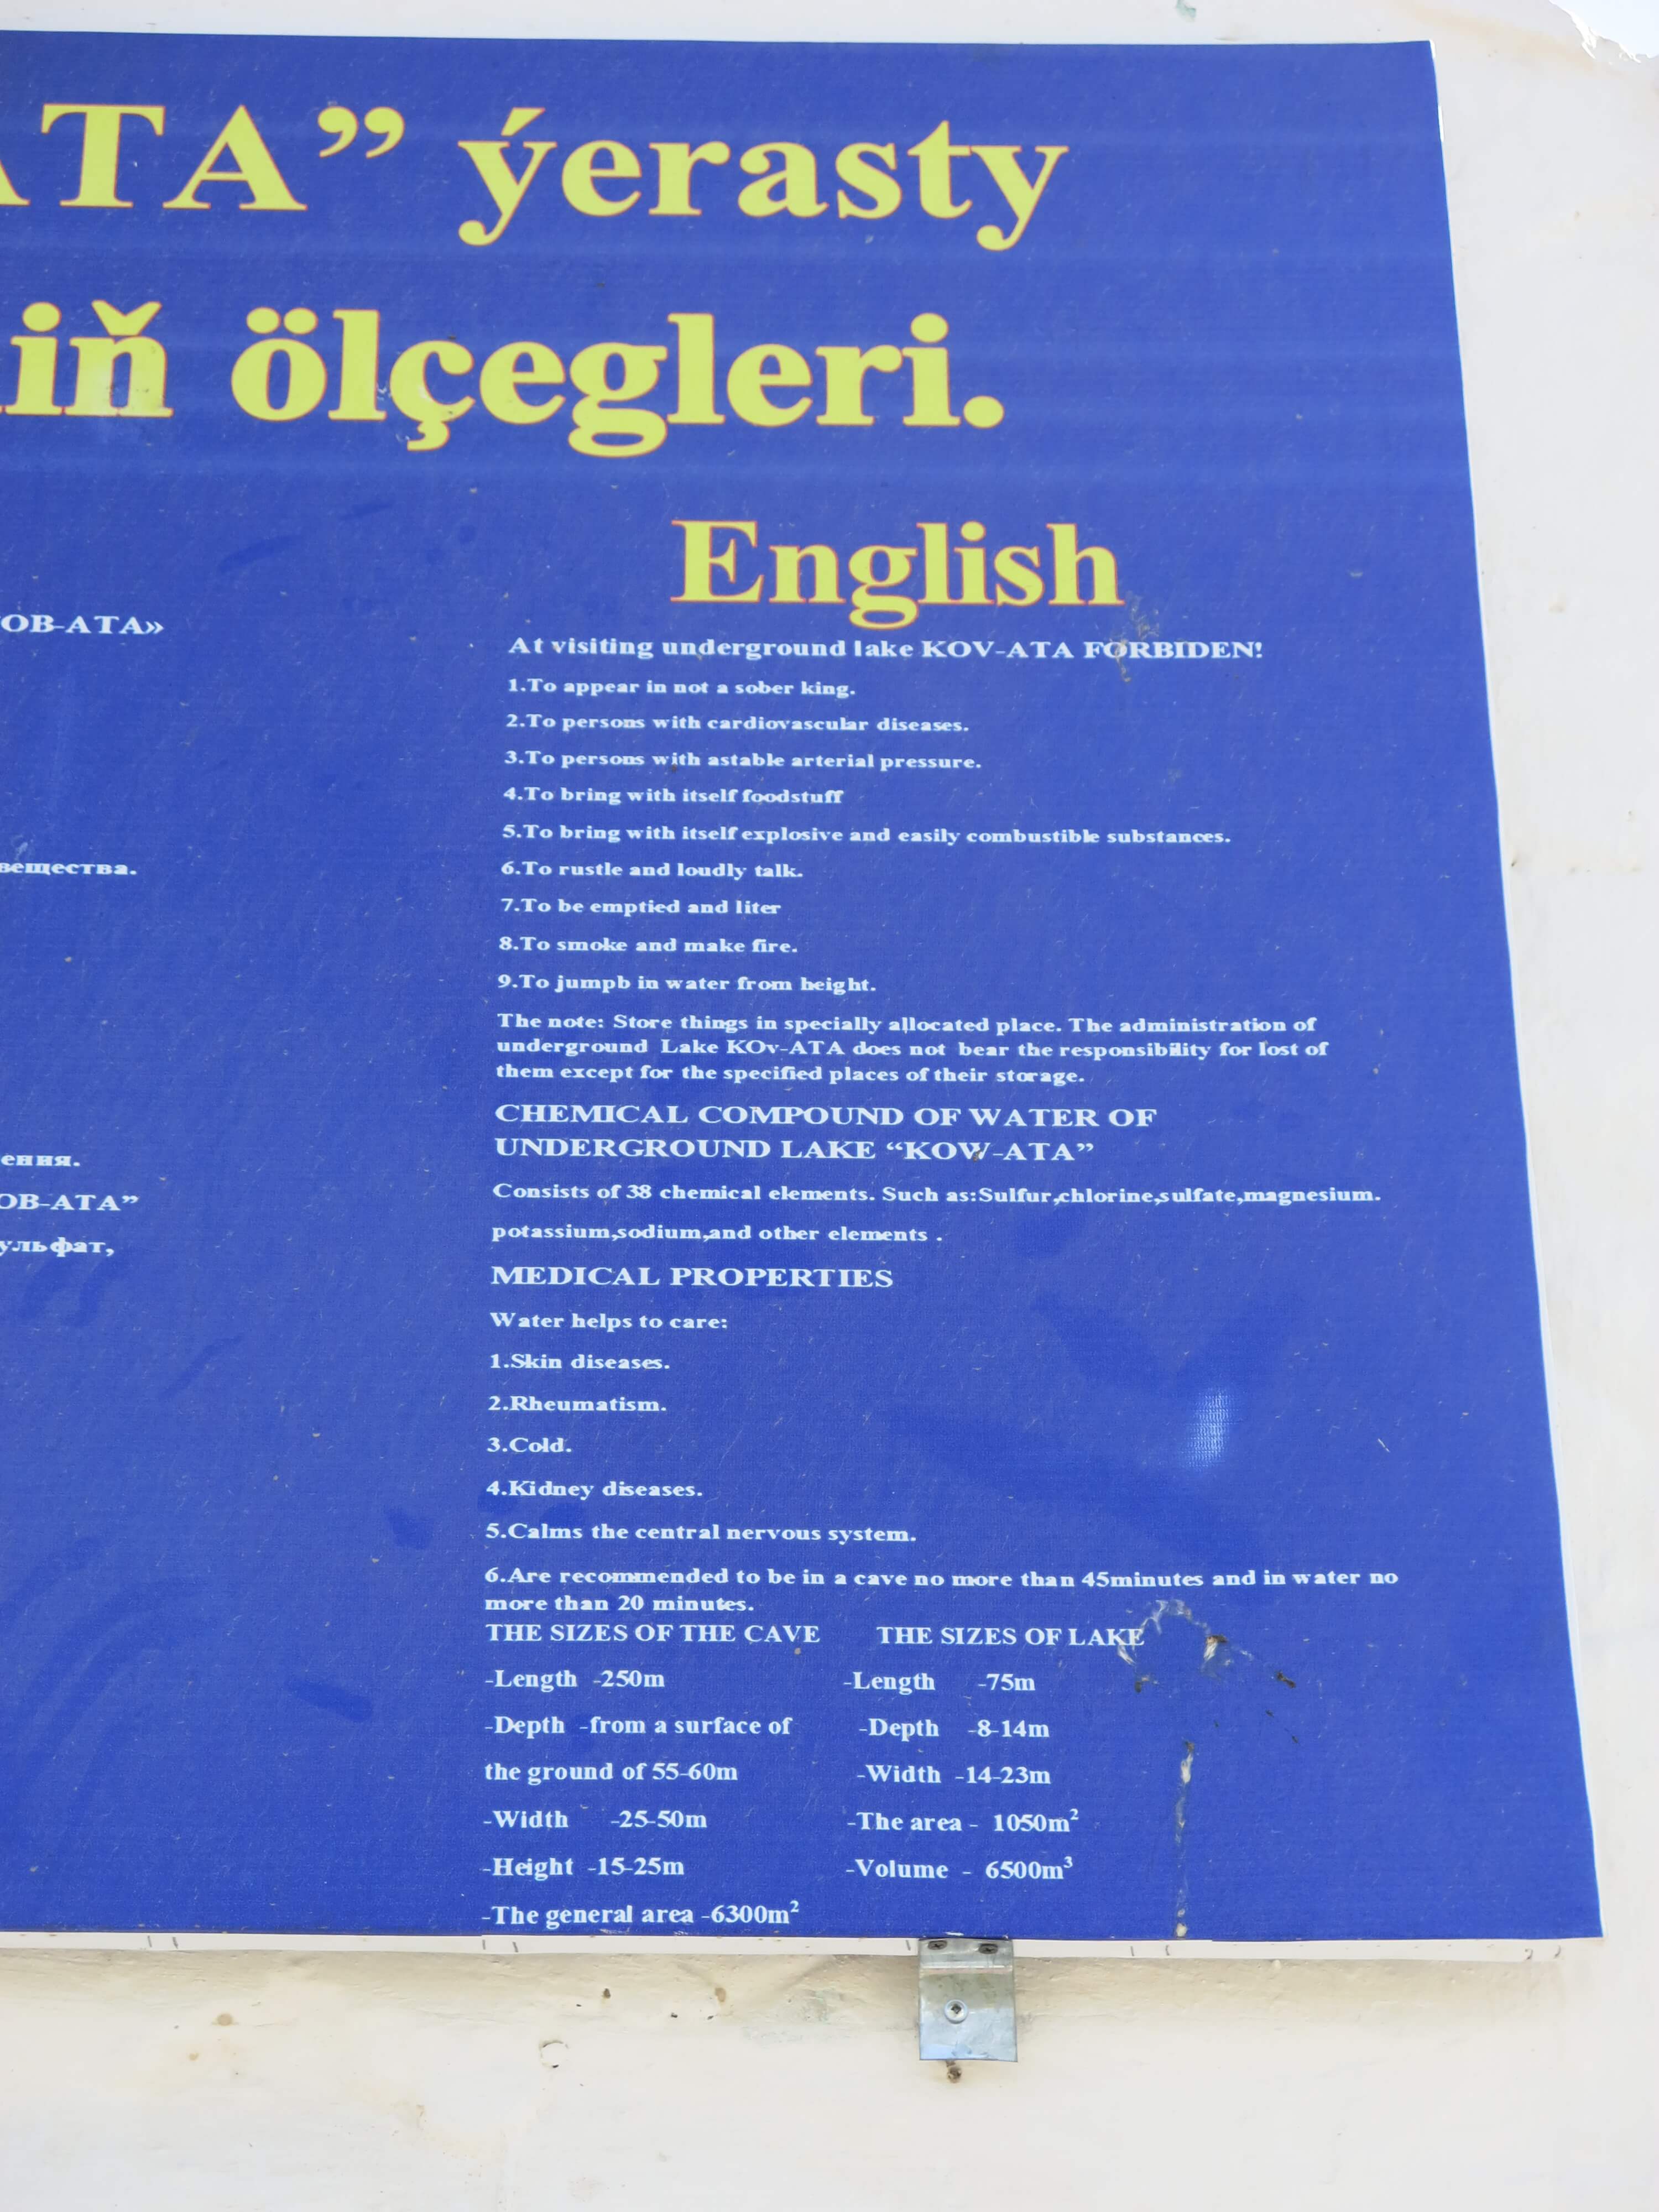 ATA” ýerasty
iň ölçegleri.
English
OB-ATA»
вещества.
ения.
OB-ATA”
ульфат,
At visiting underground lake KOV-ATA FORBIDEN!
1.To appear in not a sober king.
2.To persons with cardiovascular diseases.
3.To persons with astable arterial pressure.
4.To bring with itself foodstuff
5.To bring with itself explosive and easily combustible substances.
6.To rustle and loudly talk.
7.To be emptied and liter
8.To smoke and make fire.
9.To jumpb in water from height.
The note: Store things in specially allocated place. The administration of
underground Lake KOv-ATA does not bear the responsibility for lost of
them except for the specified places of their storage.
CHEMICAL COMPOUND OF WATER OF
UNDERGROUND LAKE “KOW-ATA”
Consists of 38 chemical elements. Such as:Sulfur,chlorine,sulfate,magnesium.
potassium,sodium,and other elements .
MEDICAL PROPERTIES
Water helps to care:
1.Skin diseases.
2.Rheumatism.
3.Cold.
4.Kidney diseases.
5.Calms the central nervous system.
6.Are recommended to be in a cave no more than 45minutes and in water no
more than 20 minutes.
THE SIZES OF THE CAVE
-Length -250m
-Depth -from a surface of
the ground of 55-60m
-Width -25-50m
-Height -15-25m
-The general area -6300m²
THE SIZES OF LAKE
-Length -75m
-Depth -8-14m
-Width -14-23m
-The area - 1050m²
-Volume - 6500m³